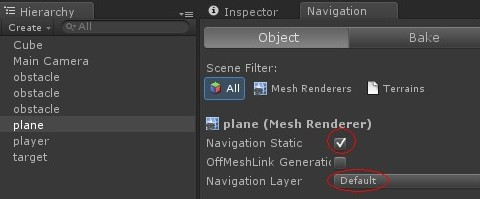 Hierarchy
Create
All
Cube
Main Camera
obstacle
obstacle
obstacle
plane
player
target
Inspector
Navigation
Object
Bake
Scene Filter:
All
Mesh Renderers
Terrains
plane (Mesh Renderer)
Navigation Static
OffMeshLink Generatic
Navigation Layer
Default